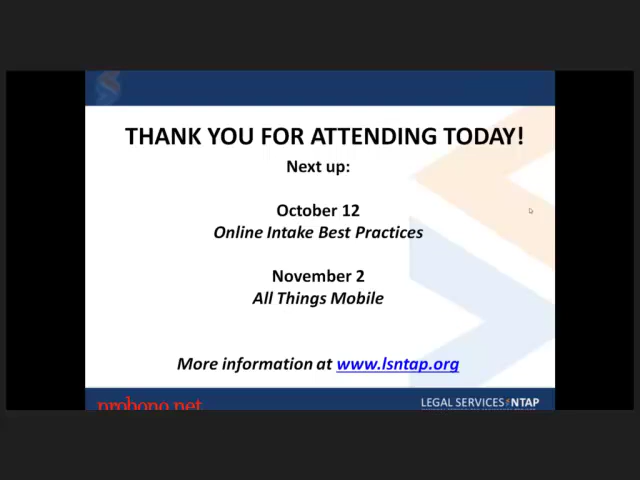 THANK YOU FOR ATTENDING TODAY!
Next up:
October 12
Online Intake Best Practices
November 2
All Things Mobile
More information at www.lsntap.org
probono.net
LEGAL SERVICES NTAP